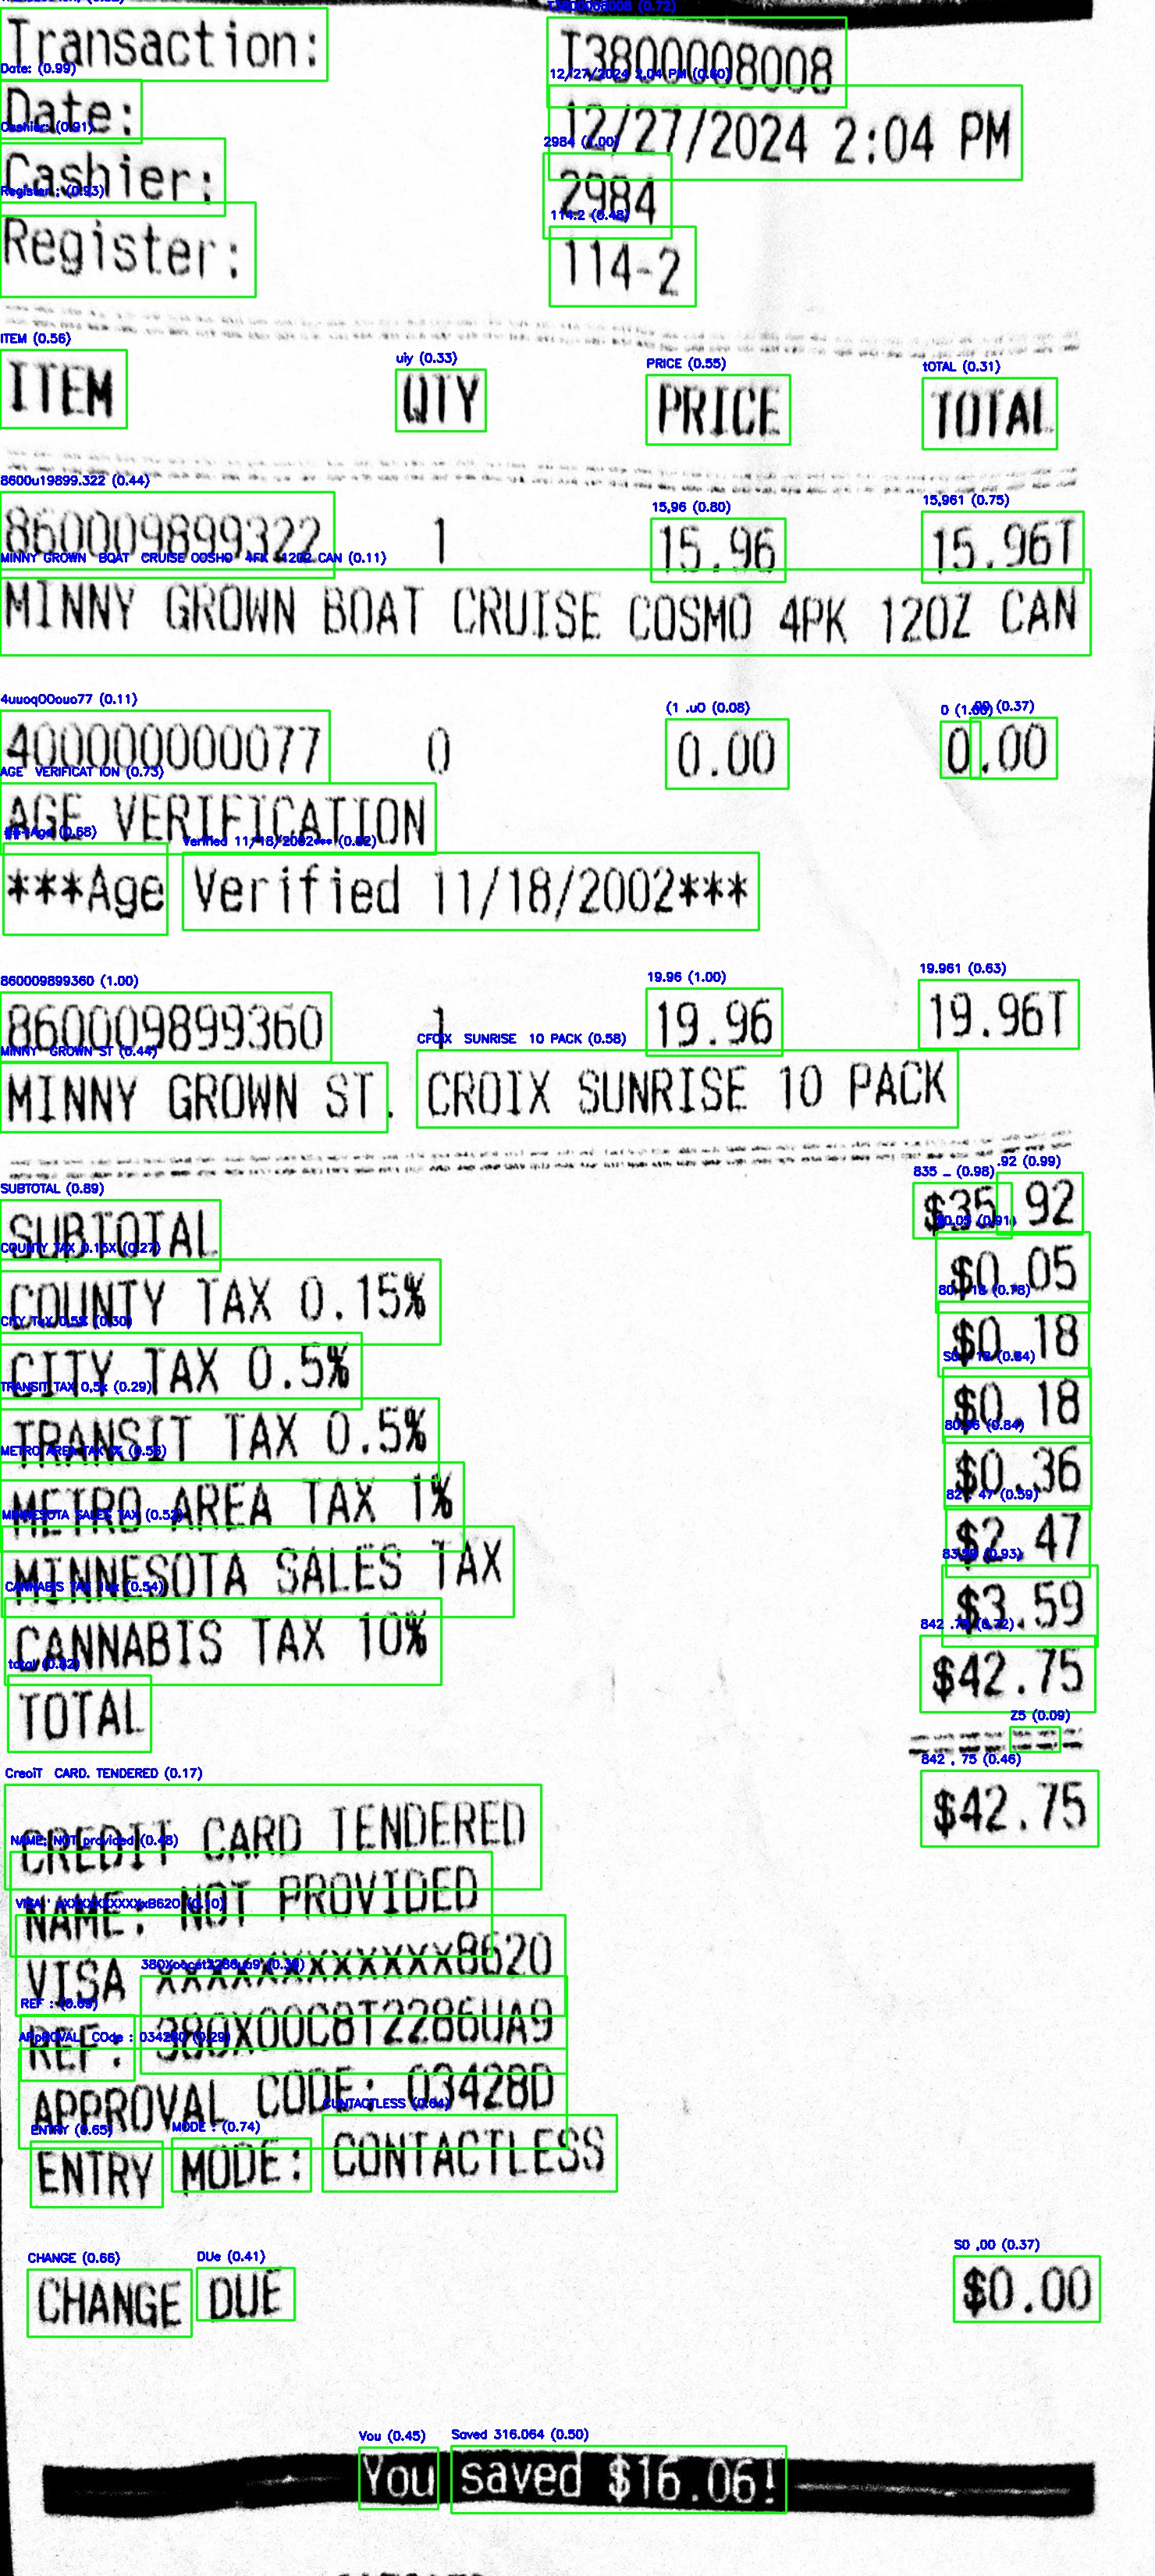 Transaction: T3800008008
Date: 12/27/2024 2:04 PM
Cashier: 2984
Register: 114-2
ITEM QTY PRICE TOTAL
860009899322 1 15.96 15.96T
MINNY GROWN BOAT CRUISE COSMO 4PK 12OZ CAN
400000000077 0 0.00 0.00
AGE VERIFICATION
***Age Verified 11/18/2002***
860009899360 1 19.96 19.96T
MINNY GROWN ST. CROIX SUNRISE 10 PACK
SUBTOTAL $35.92
COUNTY TAX 0.15% $0.05
CITY TAX 0.5% $0.18
TRANSIT TAX 0.5% $0.18
METRO AREA TAX 1% $0.36
MINNESOTA SALES TAX $2.47
CANNABIS TAX 10% $3.59
TOTAL $42.75
CREDIT CARD TENDERED $42.75
NAME: NOT PROVIDED
VISA XXXXXXXXXXXX8620
REF: 380X00C8T2286UA9
APPROVAL CODE: 03428D
ENTRY MODE: CONTACTLESS
CHANGE DUE $0.00
You saved $16.06!